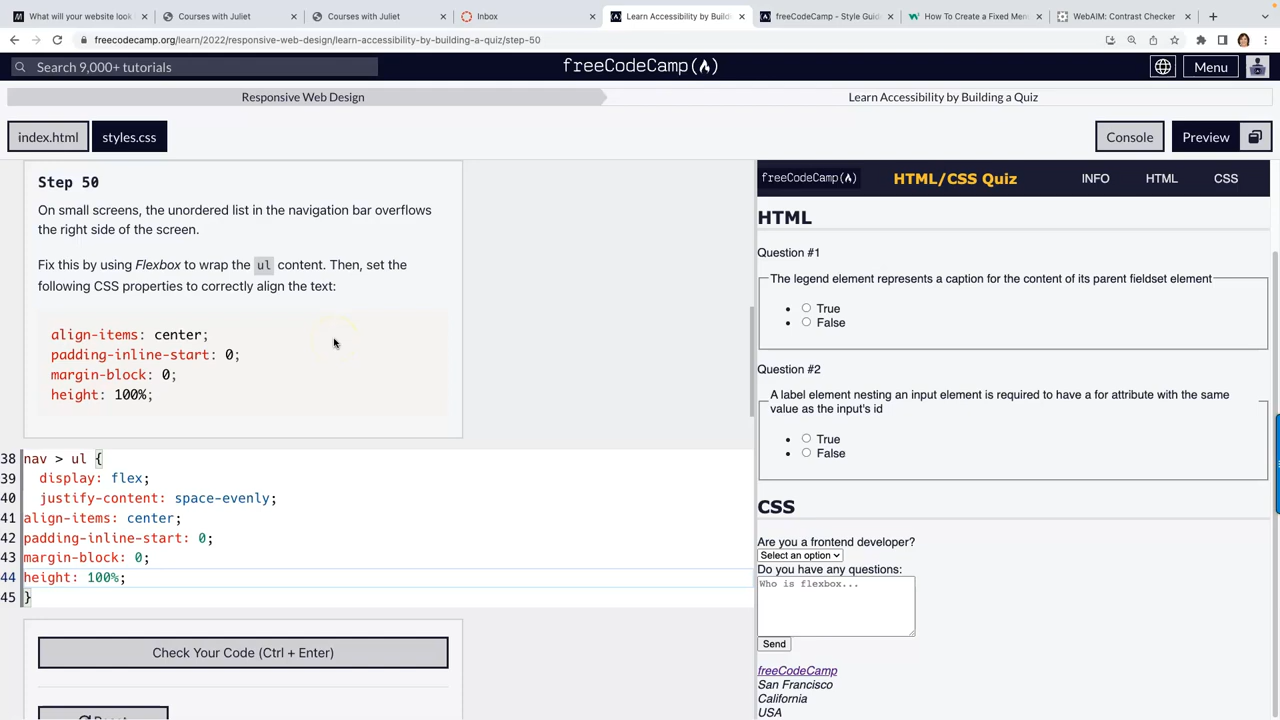 What will your website look
Courses with Juliet
Courses with Juliet
Inbox
Learn Accessibility by Build
freeCodeCamp - Style Guid
How To Create a Fixed Men
WebAIM: Contrast Checker
freecodecamp.org/learn/2022/responsive-web-design/learn-accessibility-by-building-a-quiz/step-50
Search 9,000+ tutorials
freeCodeCamp
Menu
Responsive Web Design
Learn Accessibility by Building a Quiz
index.html
styles.css
Console
Preview
Step 50
On small screens, the unordered list in the navigation bar overflows
the right side of the screen.
Fix this by using Flexbox to wrap the ul content. Then, set the
following CSS properties to correctly align the text:
align-items: center;
padding-inline-start: 0;
margin-block: 0;
height: 100%;
38 nav > ul {
39 display: flex;
40 justify-content: space-evenly;
41 align-items: center;
42 padding-inline-start: 0;
43 margin-block: 0;
44 height: 100%;
45 }
Check Your Code (Ctrl + Enter)
Reset
freeCodeCamp
HTML/CSS Quiz
INFO
HTML
CSS
HTML
Question #1
The legend element represents a caption for the content of its parent fieldset element
True
False
Question #2
A label element nesting an input element is required to have a for attribute with the same
value as the input's id
True
False
CSS
Are you a frontend developer?
Select an option
Do you have any questions:
Who is flexbox...
Send
freeCodeCamp
San Francisco
California
USA